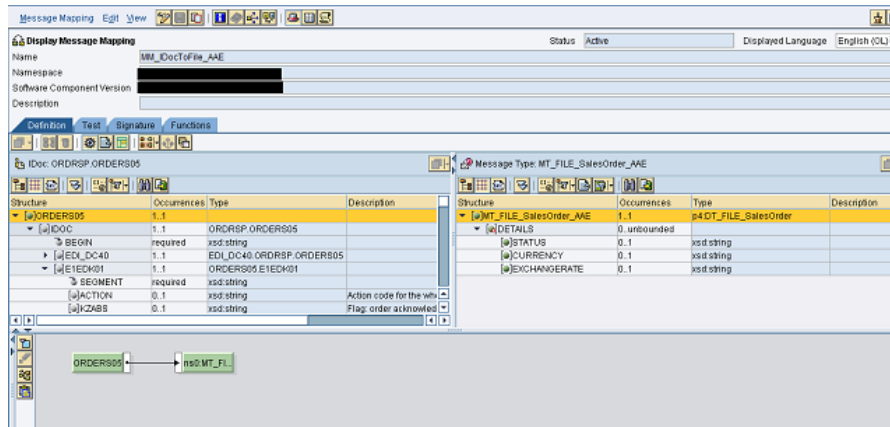 Message Mapping Edit View
Display Message Mapping
Status Active Displayed Language English (OL)
Name MM_IDocToFile_AAE
Namespace
Software Component Version
Description
Definition Test Signature Functions
IDoc: ORDRSP.ORDERS05
Message Type: MT_FILE_SalesOrder_AAE
Structure Occurrences Type Description
ORDERS05 1..1
IDOC 1..1 ORDRSP.ORDERS05
BEGIN required xsd:string
EDI_DC40 1..1 EDI_DC40.ORDRSP.ORDERS05
E1EDK01 1..1 ORDERS05.E1EDK01
SEGMENT required xsd:string
ACTION 0..1 xsd:string Action code for the who
KZABS 0..1 xsd:string Flag: order acknowled
Structure Occurrences Type Description
MT_FILE_SalesOrder_AAE 1..1 p4:DT_FILE_SalesOrder
DETAILS 0..unbounded
STATUS 0..1 xsd:string
CURRENCY 0..1 xsd:string
EXCHANGERATE 0..1 xsd:string
ORDERS05 ns0:MT_FI...